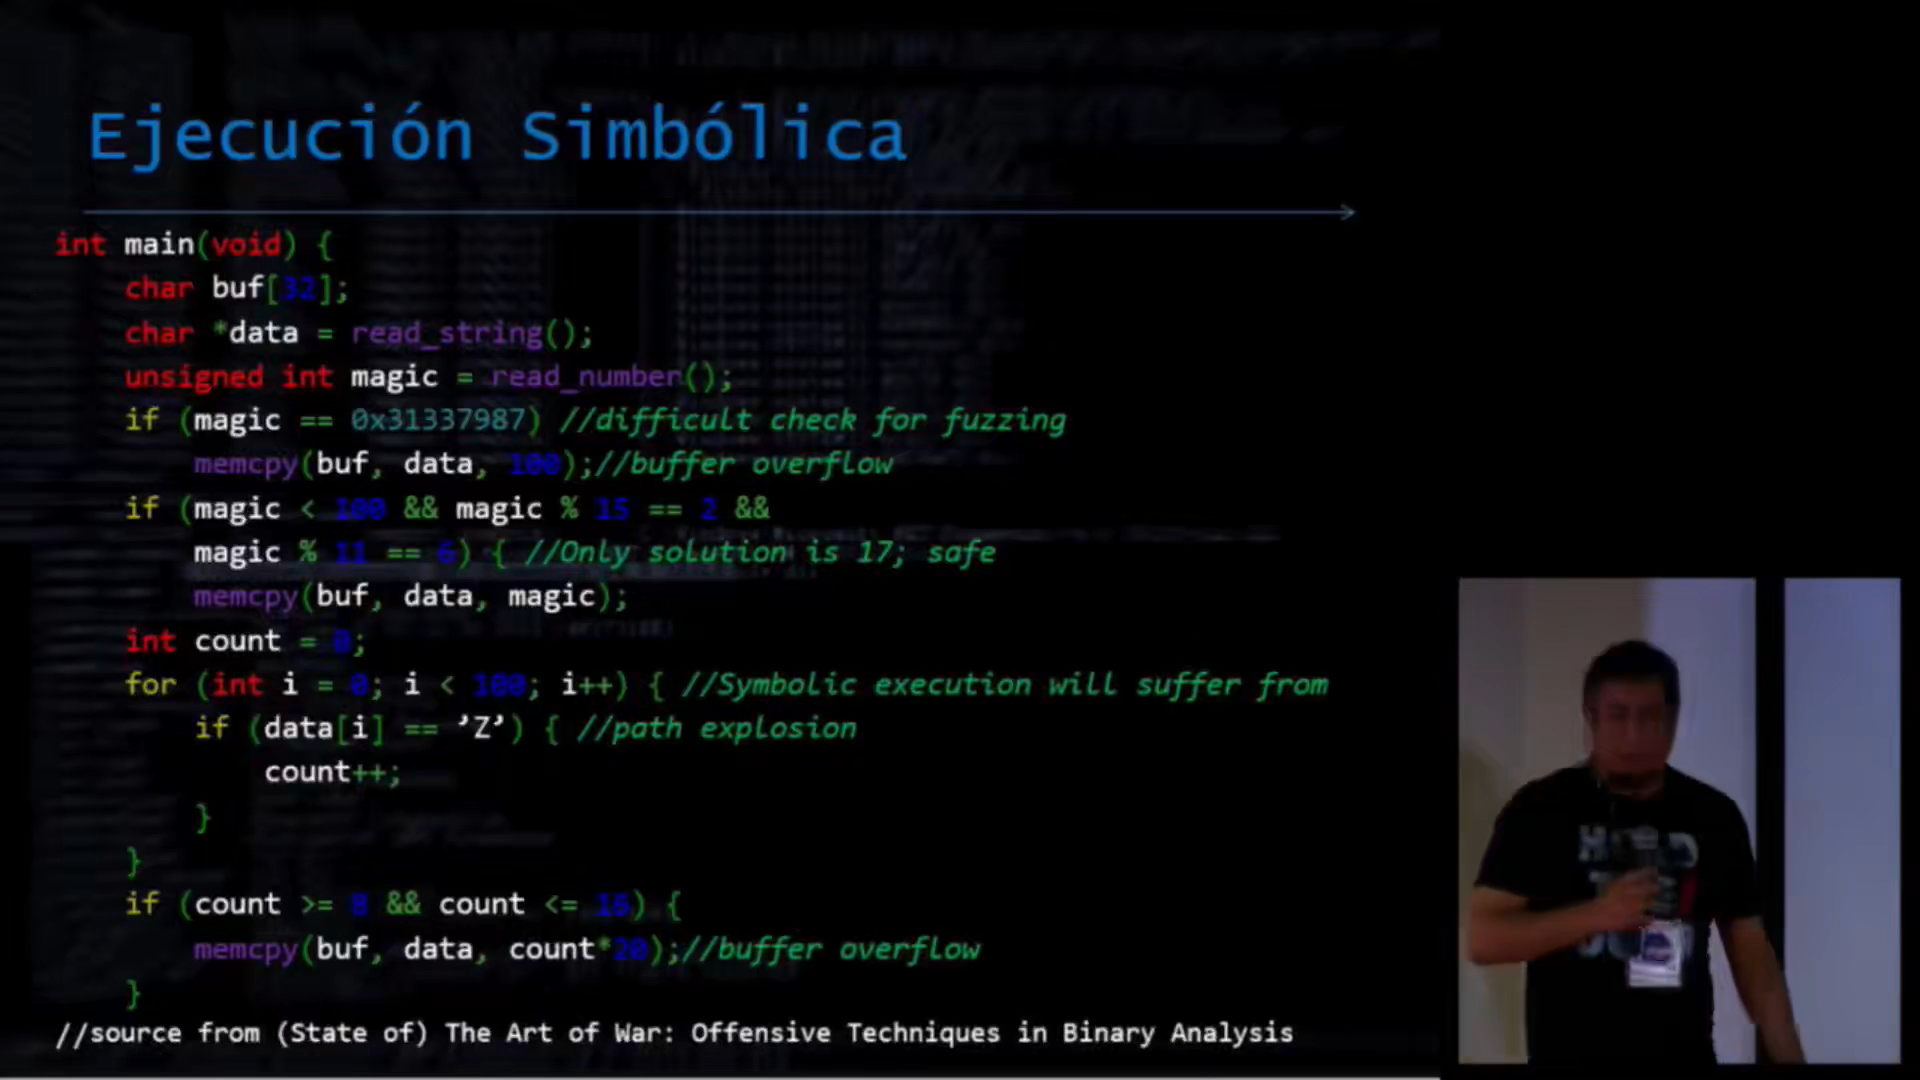 Ejecución Simbólica
int main(void) {
char buf[32];
char *data = read_string();
unsigned int magic = read_number();
if (magic == 0x31337987) //difficult check for fuzzing
memcpy(buf, data, 100);//buffer overflow
if (magic < 100 && magic % 15 == 2 &&
magic % 11 == 6) { //Only solution is 17; safe
memcpy(buf, data, magic);
int count = 0;
for (int i = 0; i < 100; i++) { //Symbolic execution will suffer from
if (data[i] == ’Z’) { //path explosion
count++;
}
}
if (count >= 8 && count <= 16) {
memcpy(buf, data, count*20);//buffer overflow
}
//source from (State of) The Art of War: Offensive Techniques in Binary Analysis